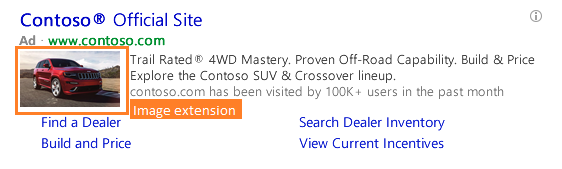 Contoso® Official Site
Ad · www.contoso.com
Trail Rated® 4WD Mastery. Proven Off-Road Capability. Build & Price
Explore the Contoso SUV & Crossover lineup.
contoso.com has been visited by 100K+ users in the past month
Image extension
Find a Dealer
Search Dealer Inventory
Build and Price
View Current Incentives